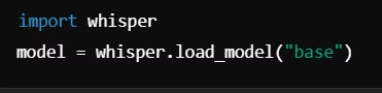 import whisper
model = whisper.load_model("base")